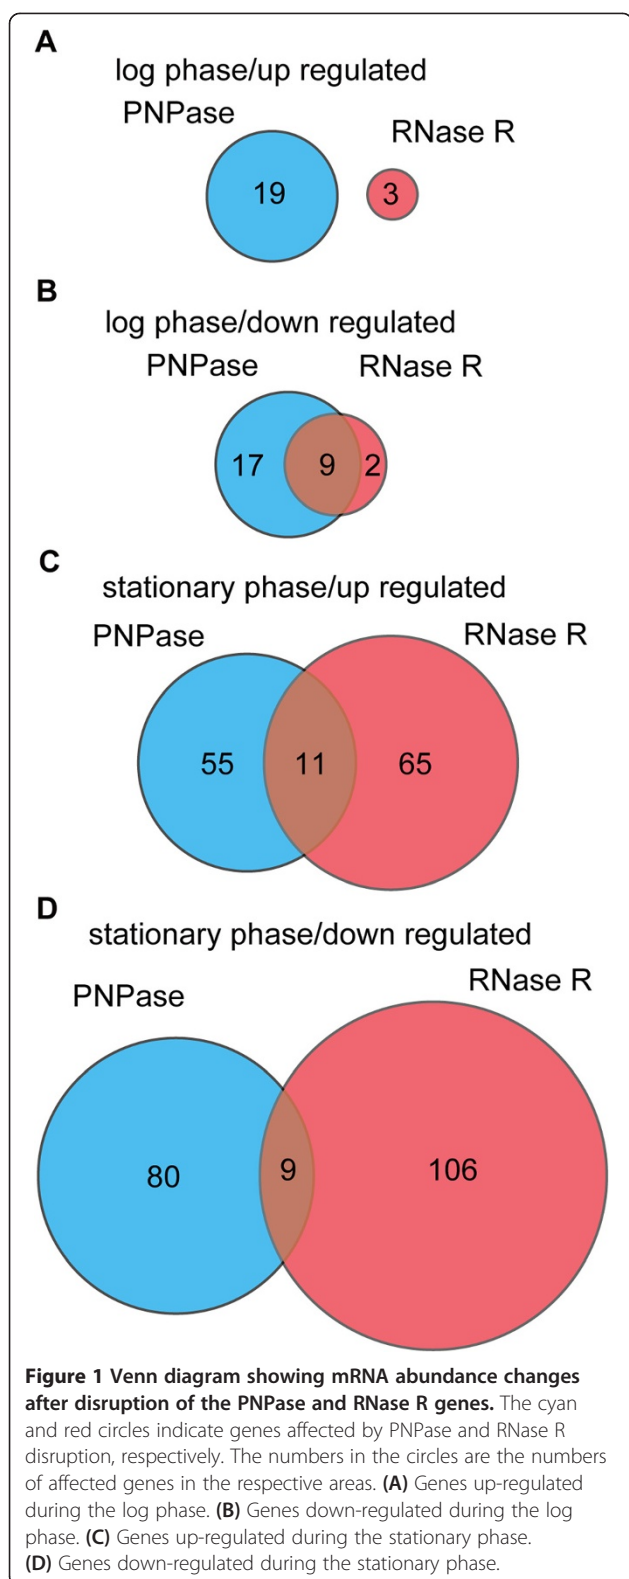 A
log phase/up regulated
PNPase
RNase R
19
3
B
log phase/down regulated
PNPase
RNase R
17
9
2
C
stationary phase/up regulated
PNPase
RNase R
55
11
65
D
stationary phase/down regulated
PNPase
RNase R
80
9
106
Figure 1 Venn diagram showing mRNA abundance changes
after disruption of the PNPase and RNase R genes. The cyan
and red circles indicate genes affected by PNPase and RNase R
disruption, respectively. The numbers in the circles are the numbers
of affected genes in the respective areas. (A) Genes up-regulated
during the log phase. (B) Genes down-regulated during the log
phase. (C) Genes up-regulated during the stationary phase.
(D) Genes down-regulated during the stationary phase.